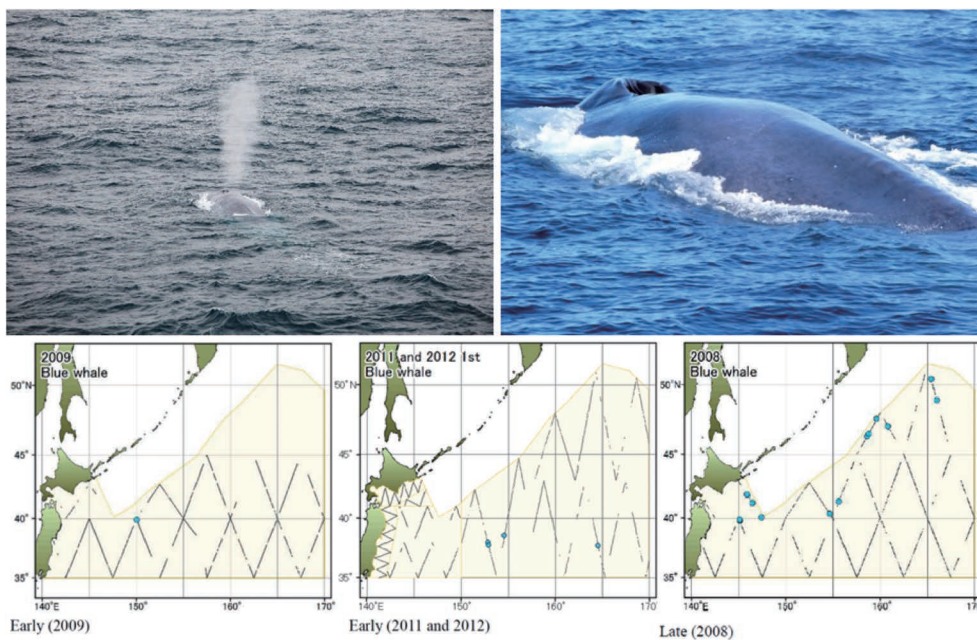 2009
Blue whale
50°N
45°
40°
35°
140°E
150°
160°
170°
Early (2009)
2011 and 2012 1st
Blue whale
50°N
45°
40°
35°
140°E
150°
160°
170°
Early (2011 and 2012)
2008
Blue whale
50°N
45°
40°
35°
140°E
150°
160°
170°
Late (2008)